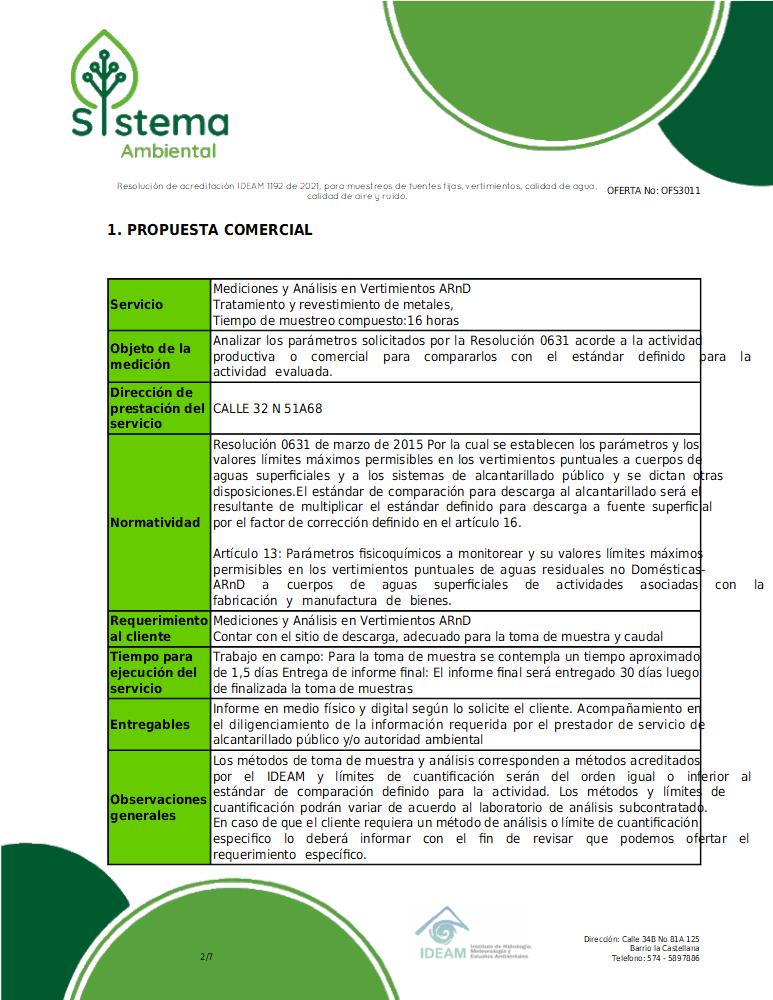 Sistema
Ambiental
Resolución de acreditación IDEAM 1192 de 2021, para muestreos de fuentes fijas, vertimientos, calidad de agua,
calidad de aire y ruido.
OFERTA No: OFS3011
1. PROPUESTA COMERCIAL
Servicio
Mediciones y Análisis en Vertimientos ARnD
Tratamiento y revestimiento de metales,
Tiempo de muestreo compuesto:16 horas
Objeto de la
medición
Analizar los parámetros solicitados por la Resolución 0631 acorde a la actividad
productiva o comercial para compararlos con el estándar definido para la
actividad evaluada.
Dirección de
prestación del
servicio
CALLE 32 N 51A68
Normatividad
Resolución 0631 de marzo de 2015 Por la cual se establecen los parámetros y los
valores límites máximos permisibles en los vertimientos puntuales a cuerpos de
aguas superficiales y a los sistemas de alcantarillado público y se dictan otras
disposiciones.El estándar de comparación para descarga al alcantarillado será el
resultante de multiplicar el estándar definido para descarga a fuente superficial
por el factor de corrección definido en el artículo 16.
Artículo 13: Parámetros fisicoquímicos a monitorear y su valores límites máximos
permisibles en los vertimientos puntuales de aguas residuales no Domésticas-
ARnD a cuerpos de aguas superficiales de actividades asociadas con la
fabricación y manufactura de bienes.
Requerimiento
al cliente
Mediciones y Análisis en Vertimientos ARnD
Contar con el sitio de descarga, adecuado para la toma de muestra y caudal
Tiempo para
ejecución del
servicio
Trabajo en campo: Para la toma de muestra se contempla un tiempo aproximado
de 1,5 días Entrega de informe final: El informe final será entregado 30 días luego
de finalizada la toma de muestras
Entregables
Informe en medio físico y digital según lo solicite el cliente. Acompañamiento en
el diligenciamiento de la información requerida por el prestador de servicio de
alcantarillado público y/o autoridad ambiental
Observaciones
generales
Los métodos de toma de muestra y análisis corresponden a métodos acreditados
por el IDEAM y límites de cuantificación serán del orden igual o inferior al
estándar de comparación definido para la actividad. Los métodos y límites de
cuantificación podrán variar de acuerdo al laboratorio de análisis subcontratado.
En caso de que el cliente requiera un método de análisis o límite de cuantificación
especifico lo deberá informar con el fin de revisar que podemos ofertar el
requerimiento específico.
IDEAM
Instituto de Hidrología,
Meteorología y
Estudios Ambientales
Dirección: Calle 34B No 81A 125
Barrio la Castellana
Telefono: 574 - 5897886
2/7